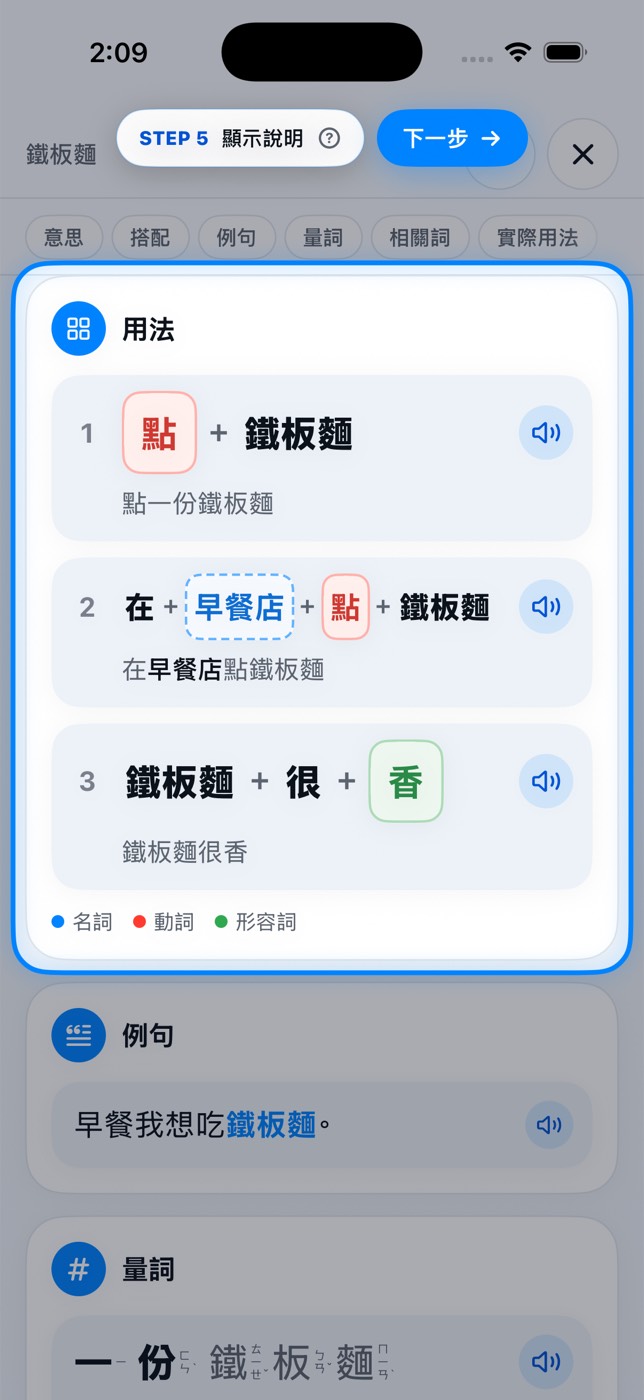 2:09
鐵板麵
STEP 5 顯示說明 ?
下一步 →
意思 搭配 例句 量詞 相關詞 實際用法
用法
1 點 + 鐵板麵
點一份鐵板麵
2 在 + 早餐店 + 點 + 鐵板麵
在早餐店點鐵板麵
3 鐵板麵 + 很 + 香
鐵板麵很香
名詞 動詞 形容詞
例句
早餐我想吃鐵板麵。
# 量詞
一份鐵板麵